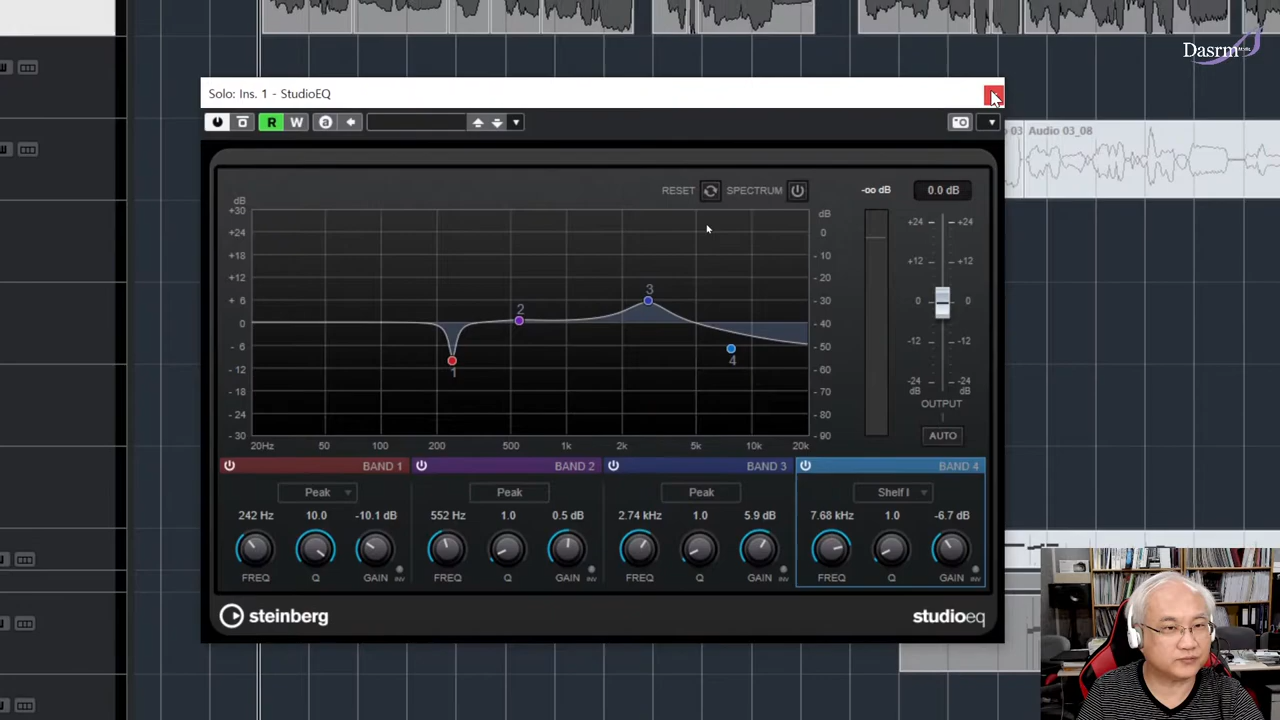 Dasrm
Solo: Ins. 1 - StudioEQ
R W a
03 Audio 03_08
RESET SPECTRUM -oo dB 0.0 dB
dB dB
+30 +24 +18 +12 + 6 0 - 6 - 12 - 18 - 24 - 30
0 - 10 - 20 - 30 - 40 - 50 - 60 - 70 - 80 - 90
1 2 3 4
+24 +24
+12 +12
0 0
-12 -12
-24 -24
dB dB
OUTPUT
AUTO
20Hz 50 100 200 500 1k 2k 5k 10k 20k
BAND 1 BAND 2 BAND 3 BAND 4
Peak Peak Peak Shelf I
242 Hz 10.0 -10.1 dB 552 Hz 1.0 0.5 dB 2.74 kHz 1.0 5.9 dB 7.68 kHz 1.0 -6.7 dB
FREQ Q GAIN INV FREQ Q GAIN INV FREQ Q GAIN INV FREQ Q GAIN INV
steinberg studioeq